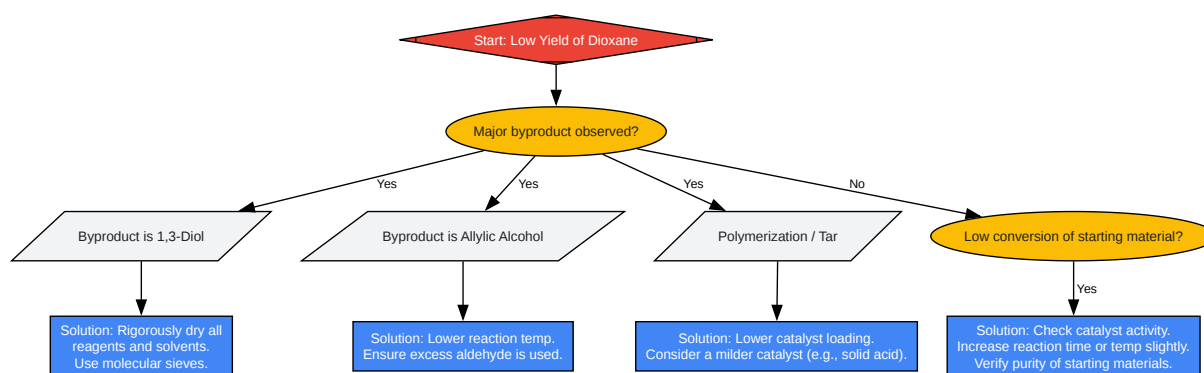 Start: Low Yield of Dioxane
Major byproduct observed?
Yes
Yes
Yes
No
Byproduct is 1,3-Diol
Byproduct is Allylic Alcohol
Polymerization / Tar
Low conversion of starting material?
Yes
Solution: Rigorously dry all
reagents and solvents.
Use molecular sieves.
Solution: Lower reaction temp.
Ensure excess aldehyde is used.
Solution: Lower catalyst loading.
Consider a milder catalyst (e.g., solid acid).
Solution: Check catalyst activity.
Increase reaction time or temp slightly.
Verify purity of starting materials.